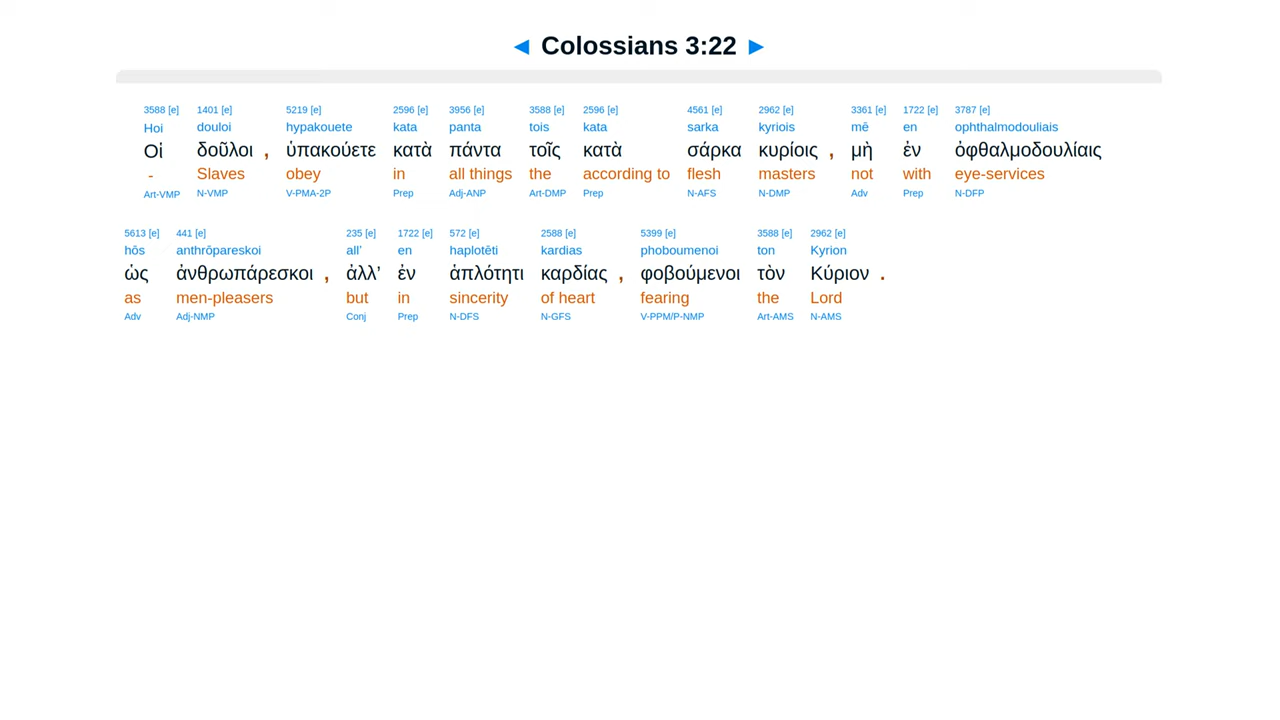 ◄ Colossians 3:22 ►
3588 [e] 1401 [e] 5219 [e] 2596 [e] 3956 [e] 3588 [e] 2596 [e] 4561 [e] 2962 [e] 3361 [e] 1722 [e] 3787 [e]
Hoi douloi hypakouete kata panta tois kata sarka kyriois mē en ophthalmodouliais
Οἱ δοῦλοι , ὑπακούετε κατὰ πάντα τοῖς κατὰ σάρκα κυρίοις , μὴ ἐν ὀφθαλμοδουλίαις
- Slaves obey in all things the according to flesh masters not with eye-services
Art-VMP N-VMP V-PMA-2P Prep Adj-ANP Art-DMP Prep N-AFS N-DMP Adv Prep N-DFP
5613 [e] 441 [e] 235 [e] 1722 [e] 572 [e] 2588 [e] 5399 [e] 3588 [e] 2962 [e]
hōs anthrōpareskoi all’ en haplotēti kardias phoboumenoi ton Kyrion
ὡς ἀνθρωπάρεσκοι , ἀλλ’ ἐν ἁπλότητι καρδίας , φοβούμενοι τὸν Κύριον .
as men-pleasers but in sincerity of heart fearing the Lord
Adv Adj-NMP Conj Prep N-DFS N-GFS V-PPM/P-NMP Art-AMS N-AMS